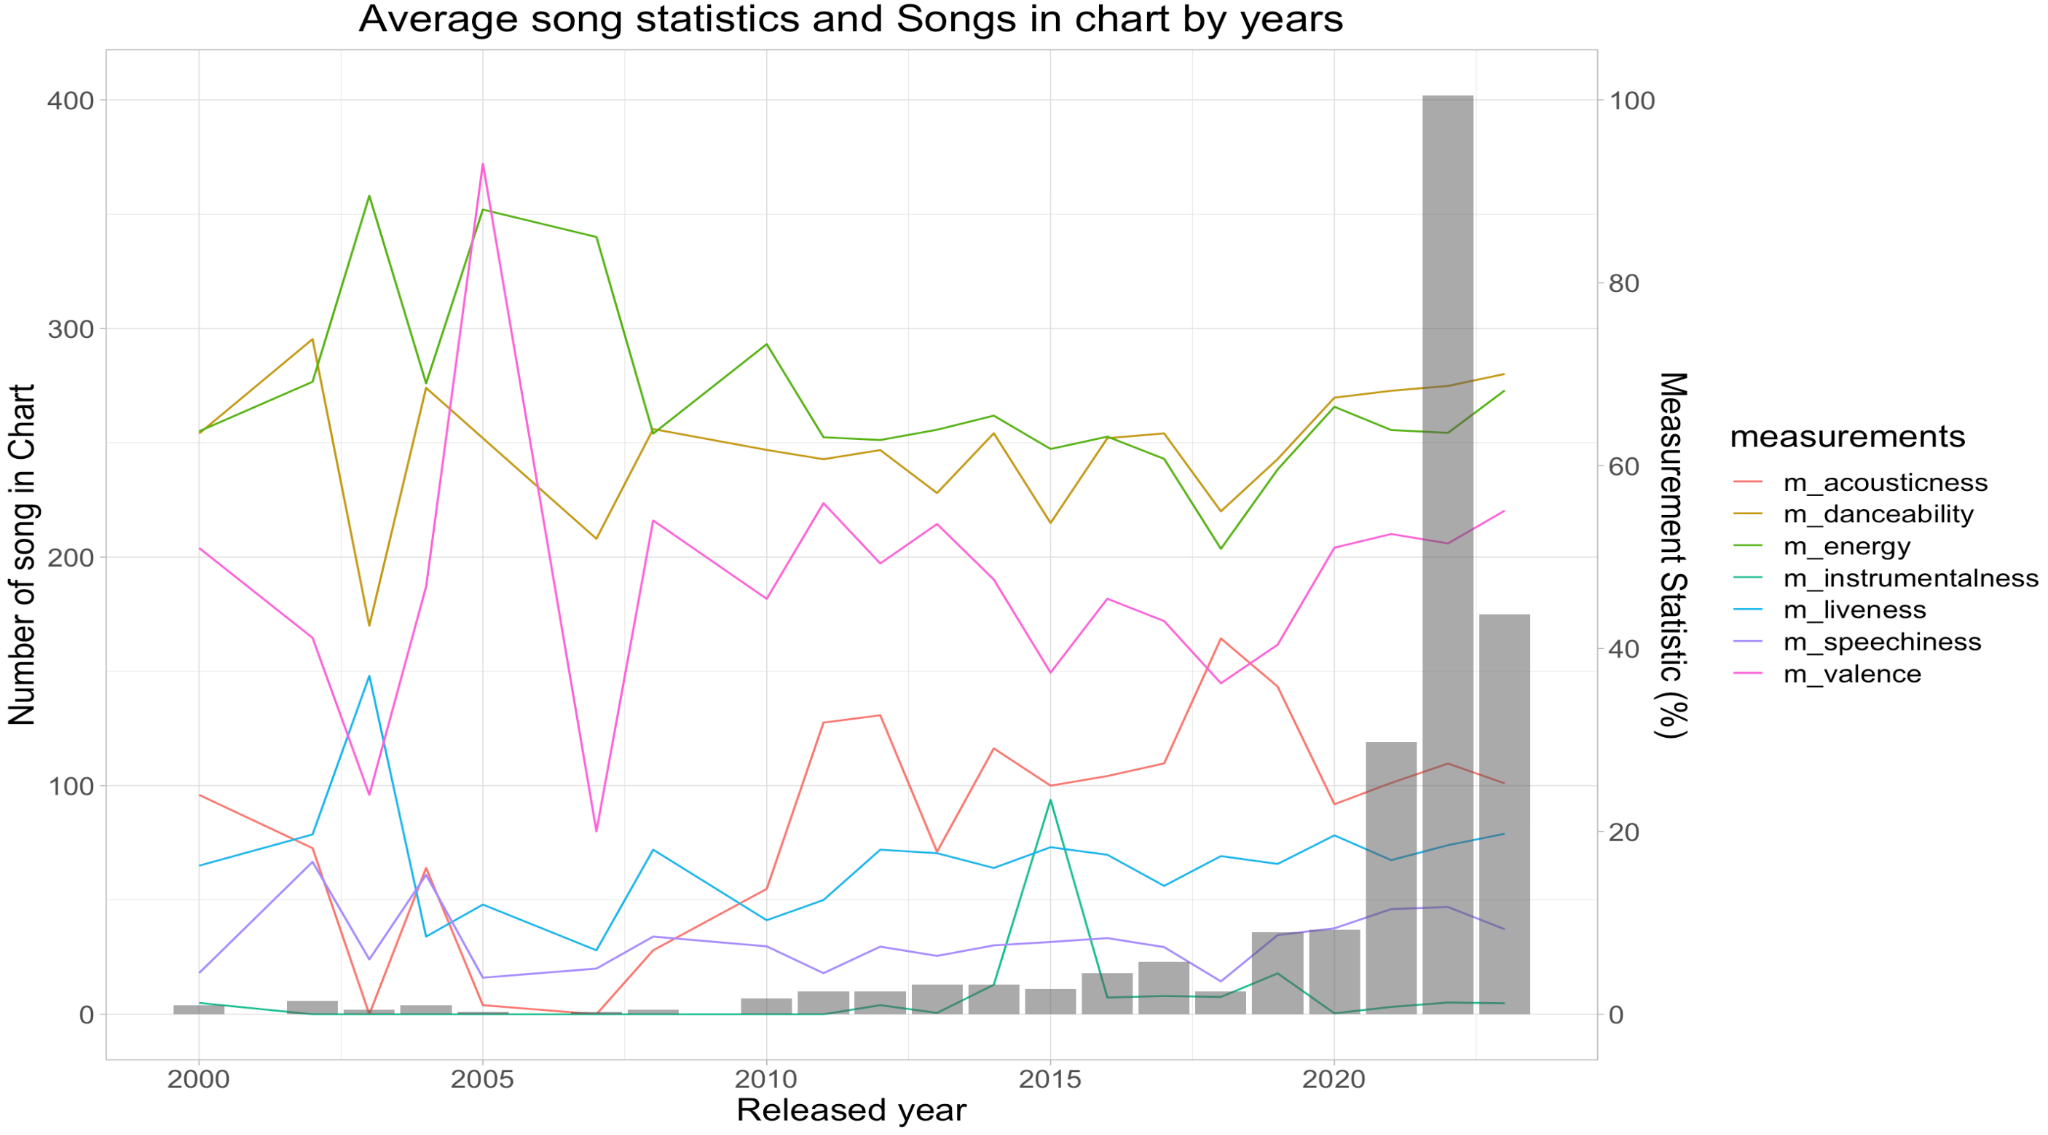 Average song statistics and Songs in chart by years
Number of song in Chart
400
300
200
100
0
100
80
60
40
20
0
Measurement Statistic (%)
measurements
m_acousticness
m_danceability
m_energy
m_instrumentalness
m_liveness
m_speechiness
m_valence
2000 2005 2010 2015 2020
Released year